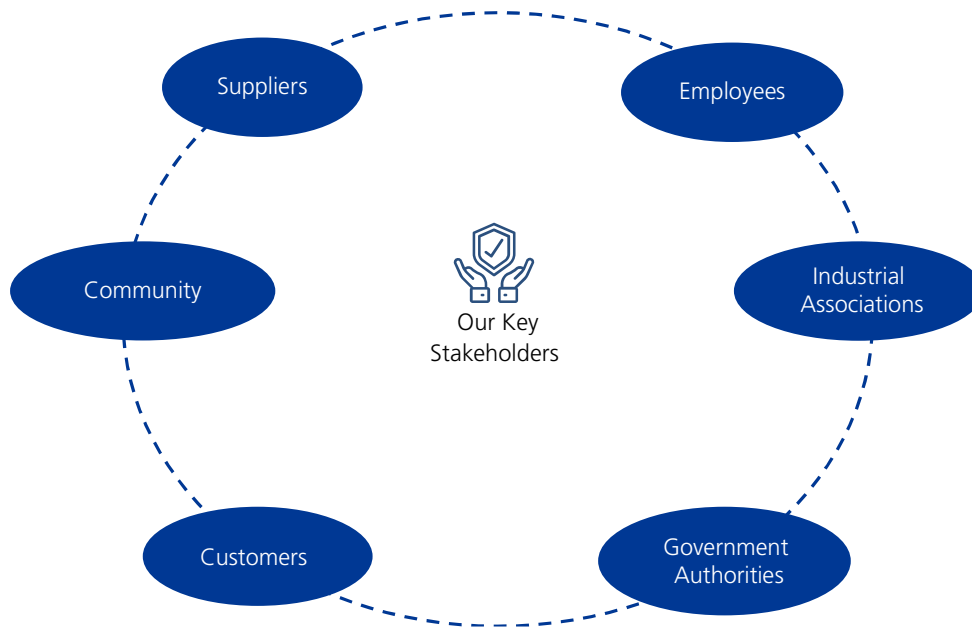 Suppliers
Employees
Community
Our Key
Stakeholders
Industrial
Associations
Customers
Government
Authorities